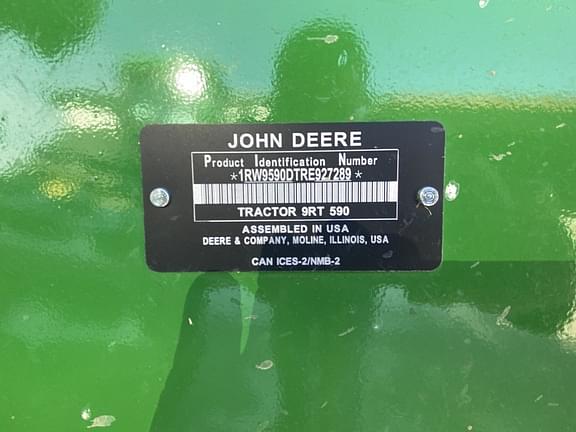 JOHN DEERE
Product Identification Number
*1RW9590DTRE927289*
TRACTOR 9RT 590
ASSEMBLED IN USA
DEERE & COMPANY, MOLINE, ILLINOIS, USA
CAN ICES-2/NMB-2